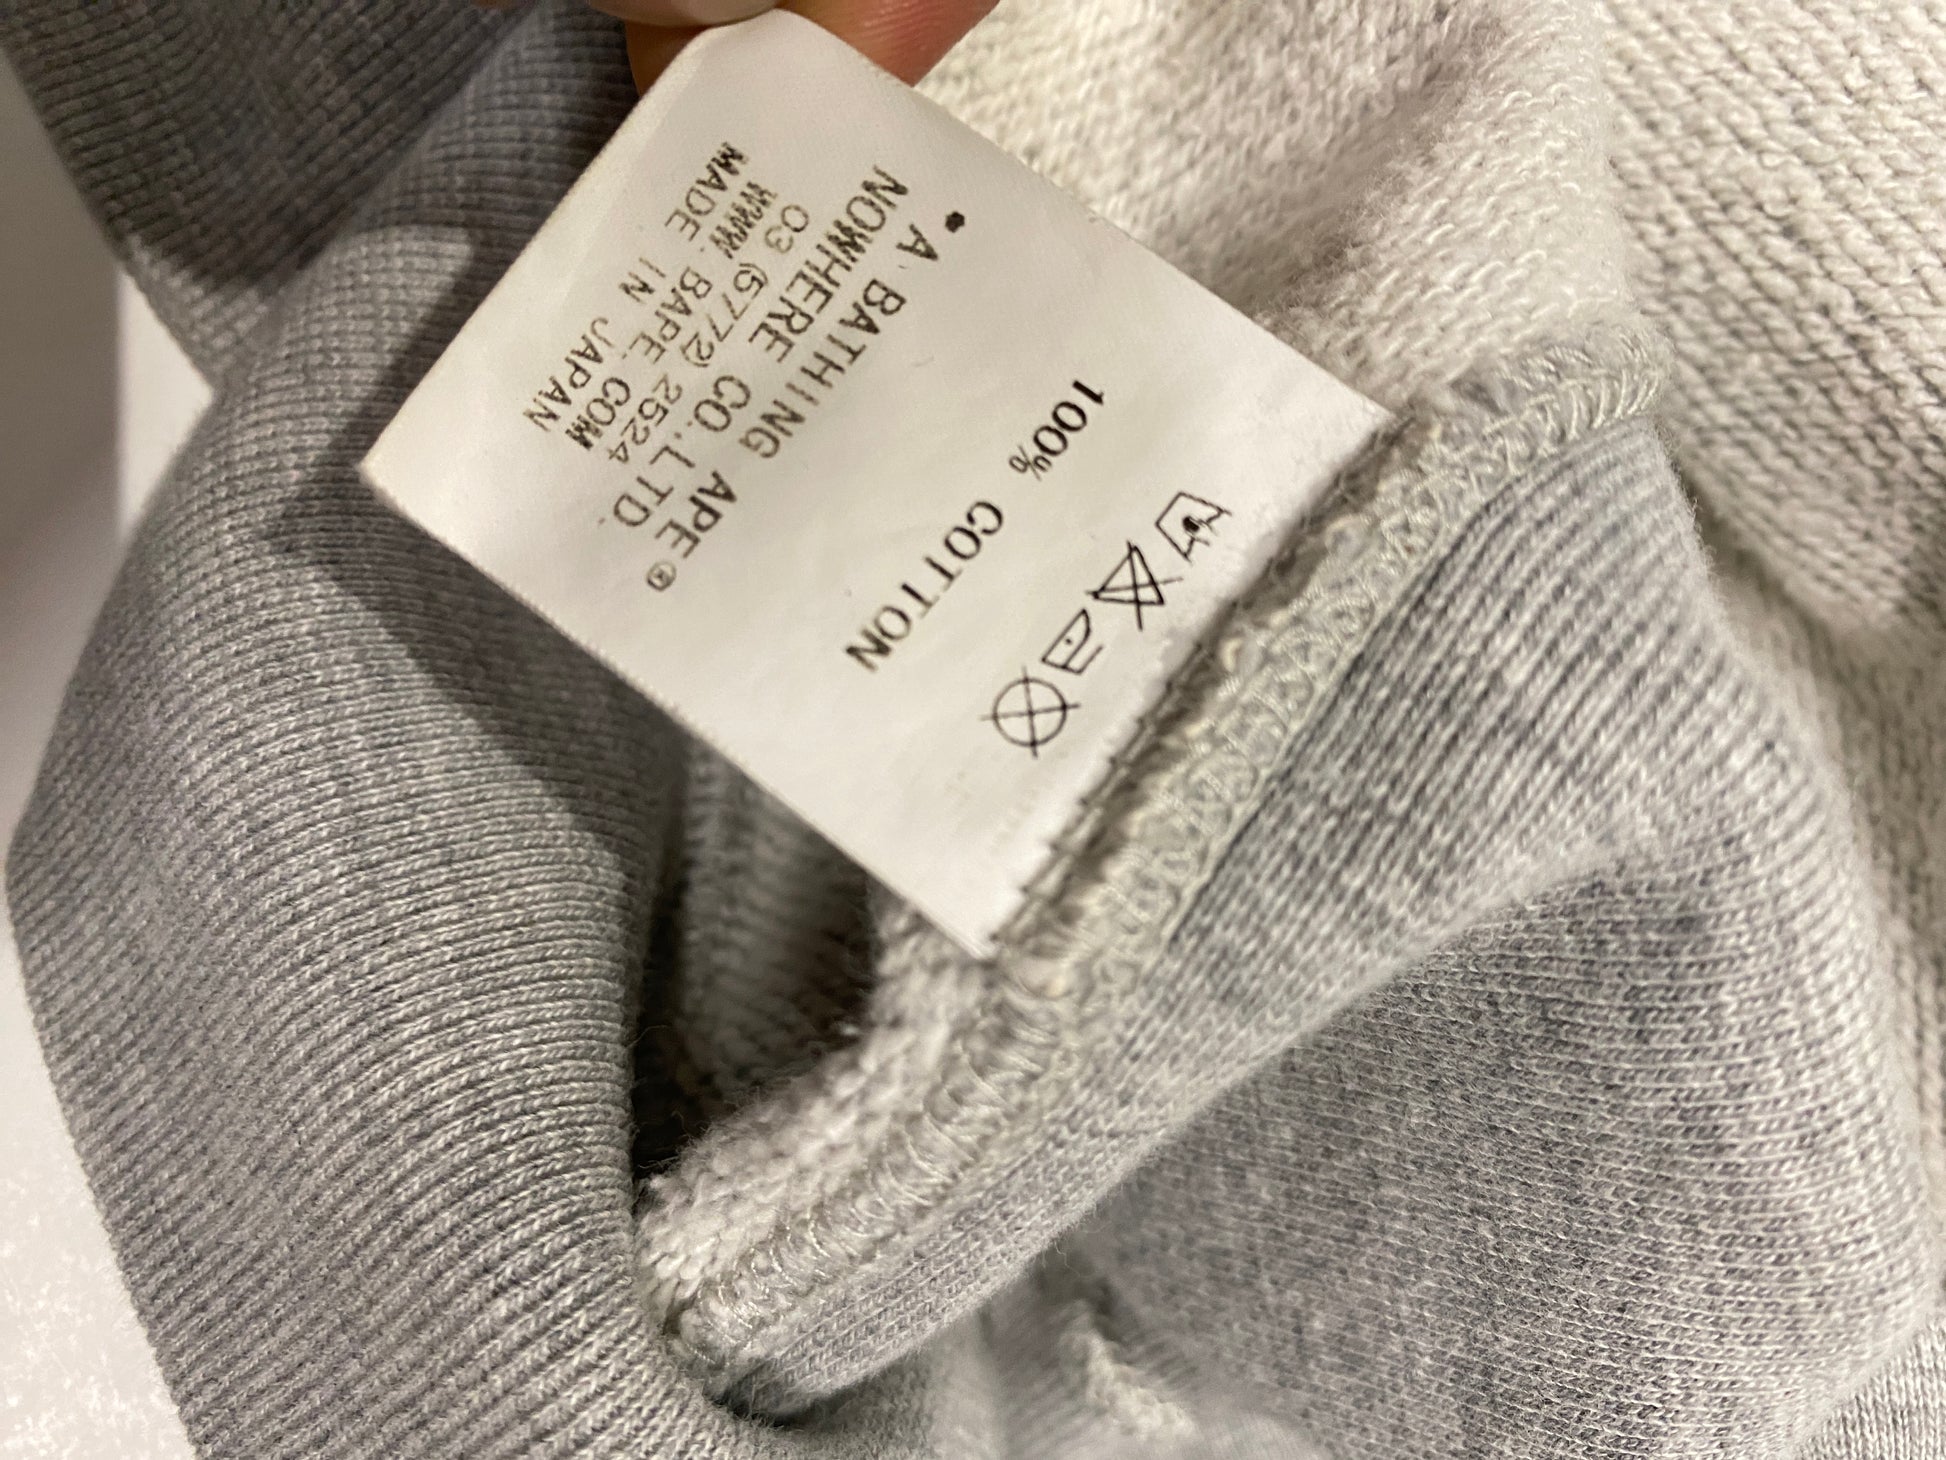 100% COTTON
A BATHING APE®
NOWHERE CO.,LTD.
03 (5772) 2524
WWW. BAPE. COM
MADE IN JAPAN